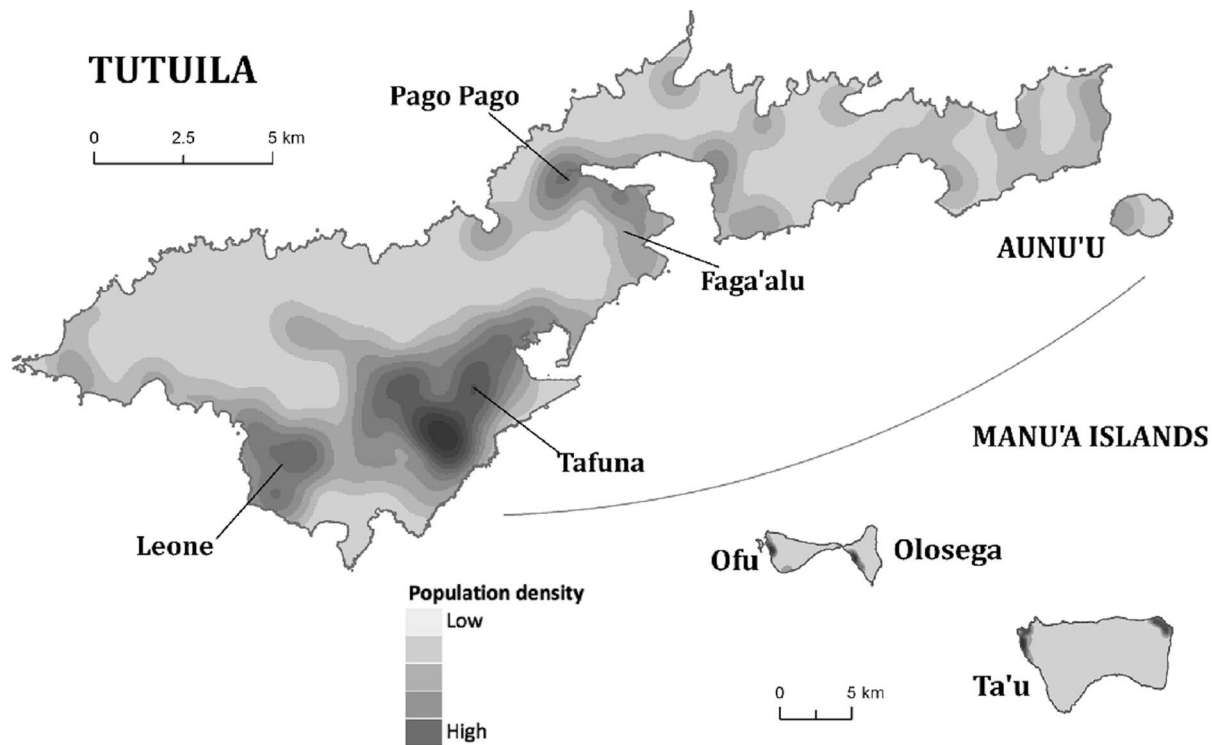 TUTUILA
0 2.5 5 km
Pago Pago
AUNU'U
Faga'alu
MANU'A ISLANDS
Tafuna
Leone
Ofu
Olosega
Population density
Low
High
Ta'u
0 5 km